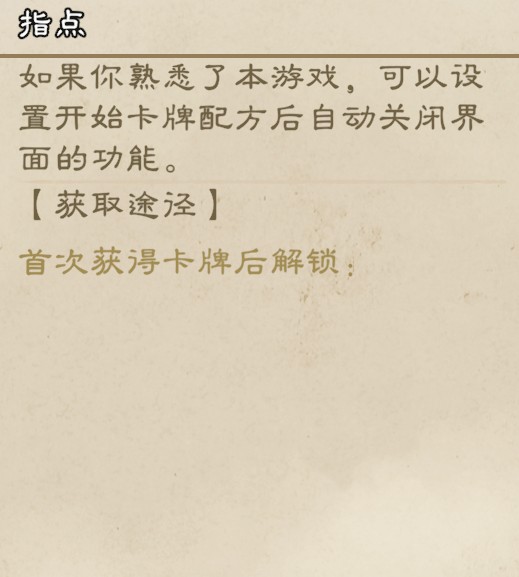 指点
如果你熟悉了本游戏，可以设
置开始卡牌配方后自动关闭界
面的功能。
【获取途径】
首次获得卡牌后解锁：